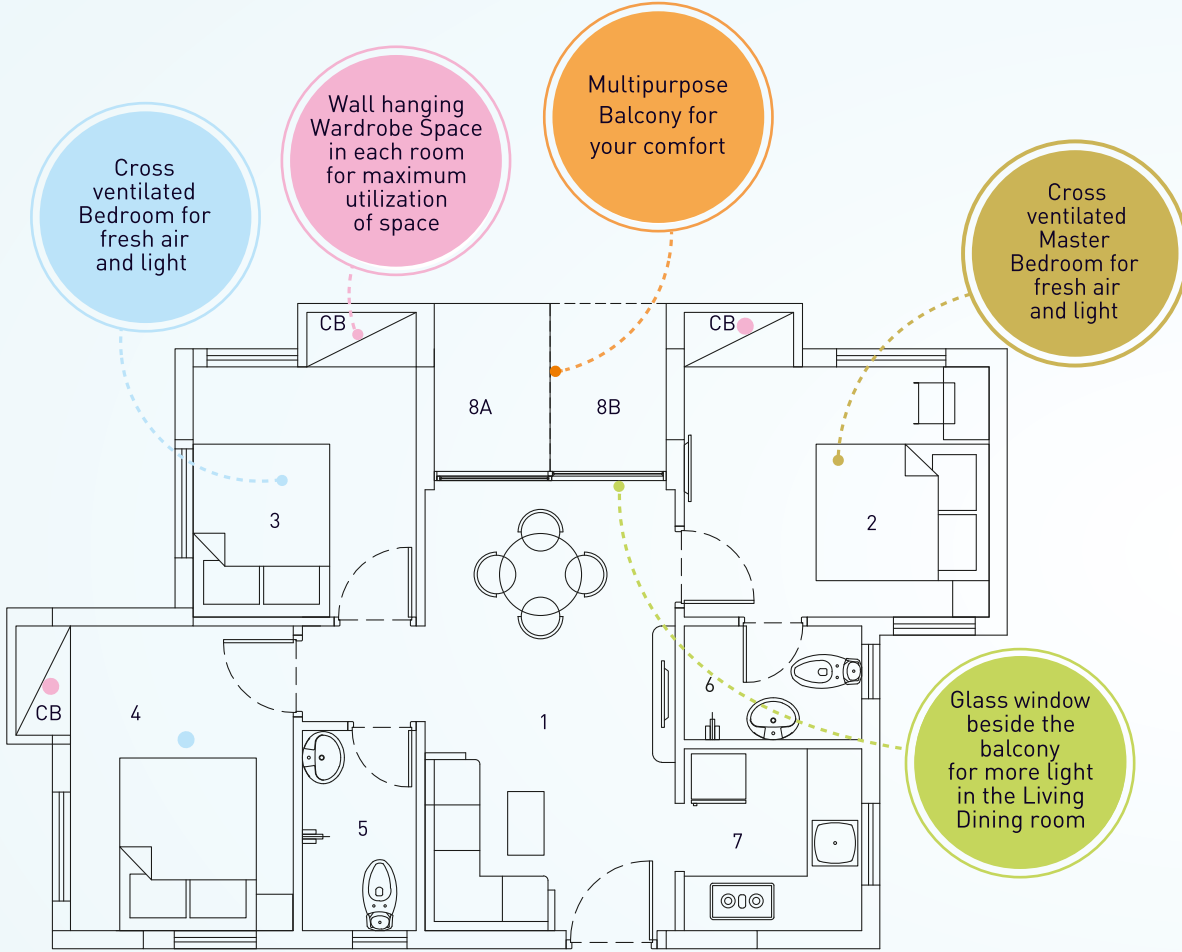 Multipurpose
Balcony for
your comfort
Wall hanging
Wardrobe Space
in each room
for maximum
utilization
of space
Cross
ventilated
Bedroom for
fresh air
and light
Cross
ventilated
Master
Bedroom for
fresh air
and light
CB
CB
8A
8B
3
2
6
CB
4
1
5
7
Glass window
beside the
balcony
for more light
in the Living
Dining room